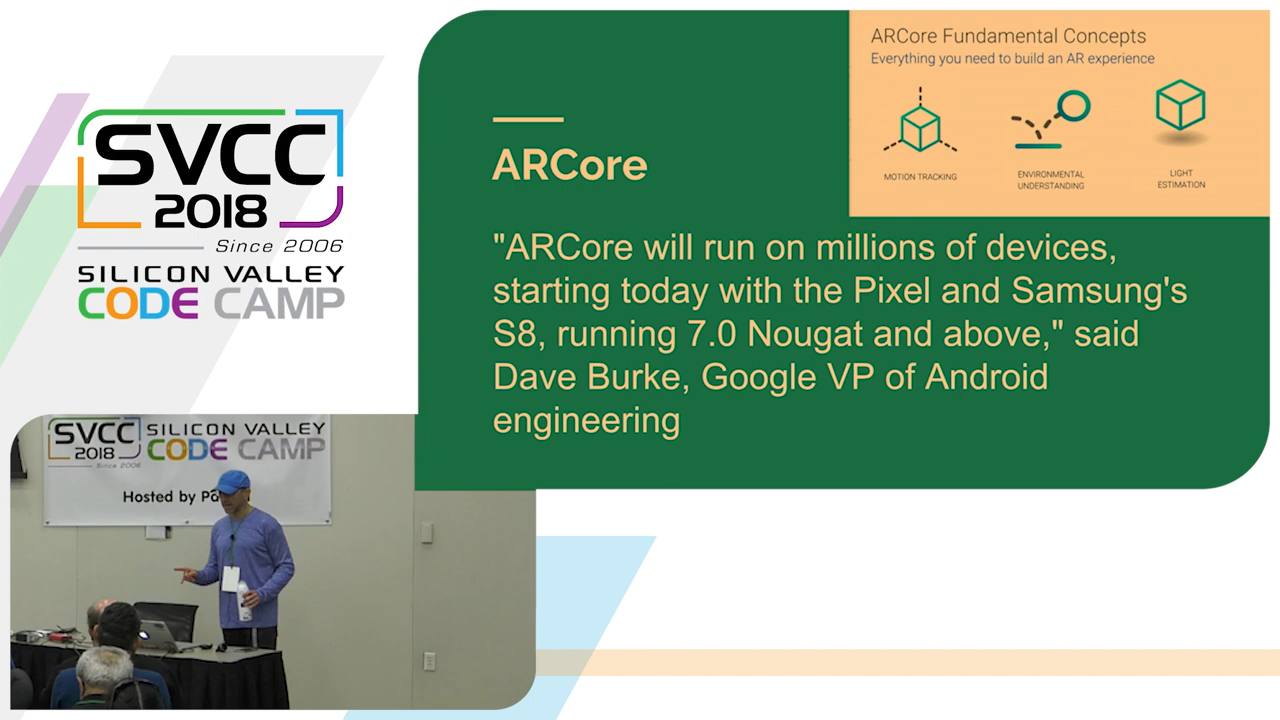 SVCC
2018
Since 2006
SILICON VALLEY
CODE CAMP
ARCore Fundamental Concepts
Everything you need to build an AR experience
MOTION TRACKING
ENVIRONMENTAL
UNDERSTANDING
LIGHT
ESTIMATION
ARCore
"ARCore will run on millions of devices,
starting today with the Pixel and Samsung's
S8, running 7.0 Nougat and above," said
Dave Burke, Google VP of Android
engineering
SVCC
2018
Since 2006
SILICON VALLEY
CODE CAMP
Hosted by